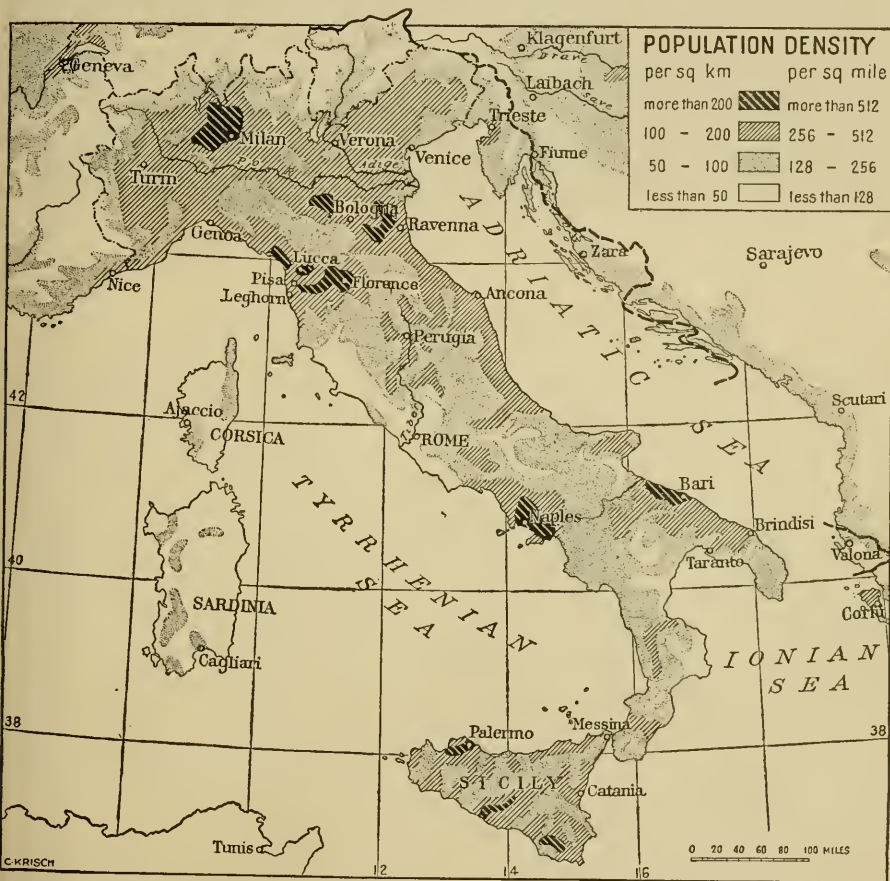 POPULATION DENSITY
per sq km per sq mile
more than 200 more than 512
100 - 200 256 - 512
50 - 100 128 - 256
less than 50 less than 128
Klagenfurt
Drave
Geneva
Laibach
Save
Trieste
Milan
Verona
Venice
Fiume
Po
Adige
Turin
Bologna
Ravenna
Genoa
Zara
Sarajevo
Lucca
Nice
Pisa
Florence
Leghorn
Ancona
ADRIATIC SEA
Perugia
42
Ajaccio
CORSICA
ROME
Scutari
Bari
Naples
Brindisi
TYRRHENIAN
SEA
Taranto
Valona
40
SARDINIA
Corfu
Cagliari
IONIAN
SEA
38
Palermo
Messina
38
SICILY
Catania
Tunis
0 20 40 60 80 100 MILES
C·KRISCH
12
14
16